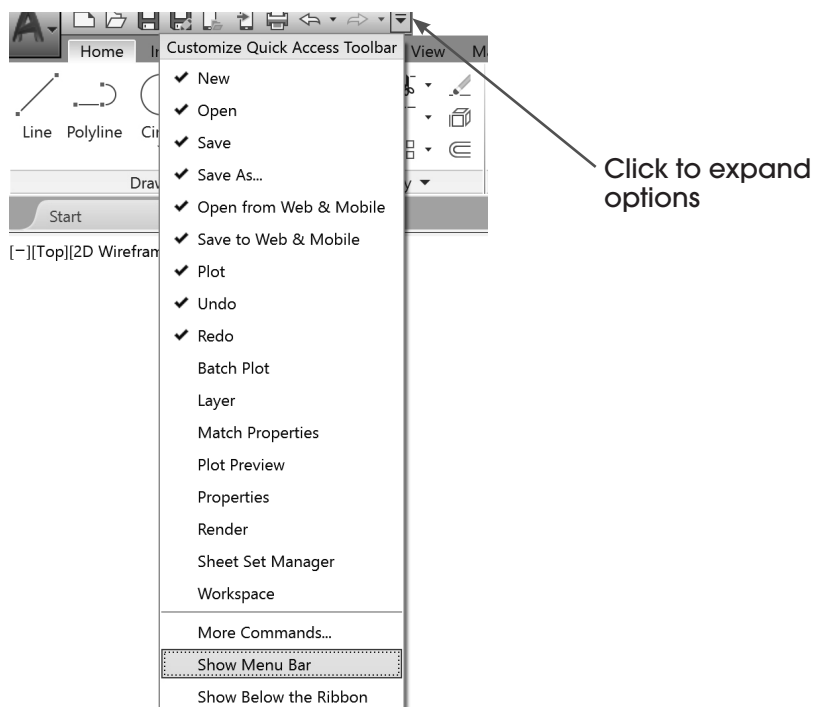 A
Customize Quick Access Toolbar
Home
View
New
Open
Line Polyline
Save
Save As...
Open from Web & Mobile
Start
Save to Web & Mobile
[−][Top][2D
Plot
Undo
Redo
Batch Plot
Layer
Match Properties
Plot Preview
Properties
Render
Sheet Set Manager
Workspace
More Commands...
Show Menu Bar
Show Below the Ribbon
Click to expand
options